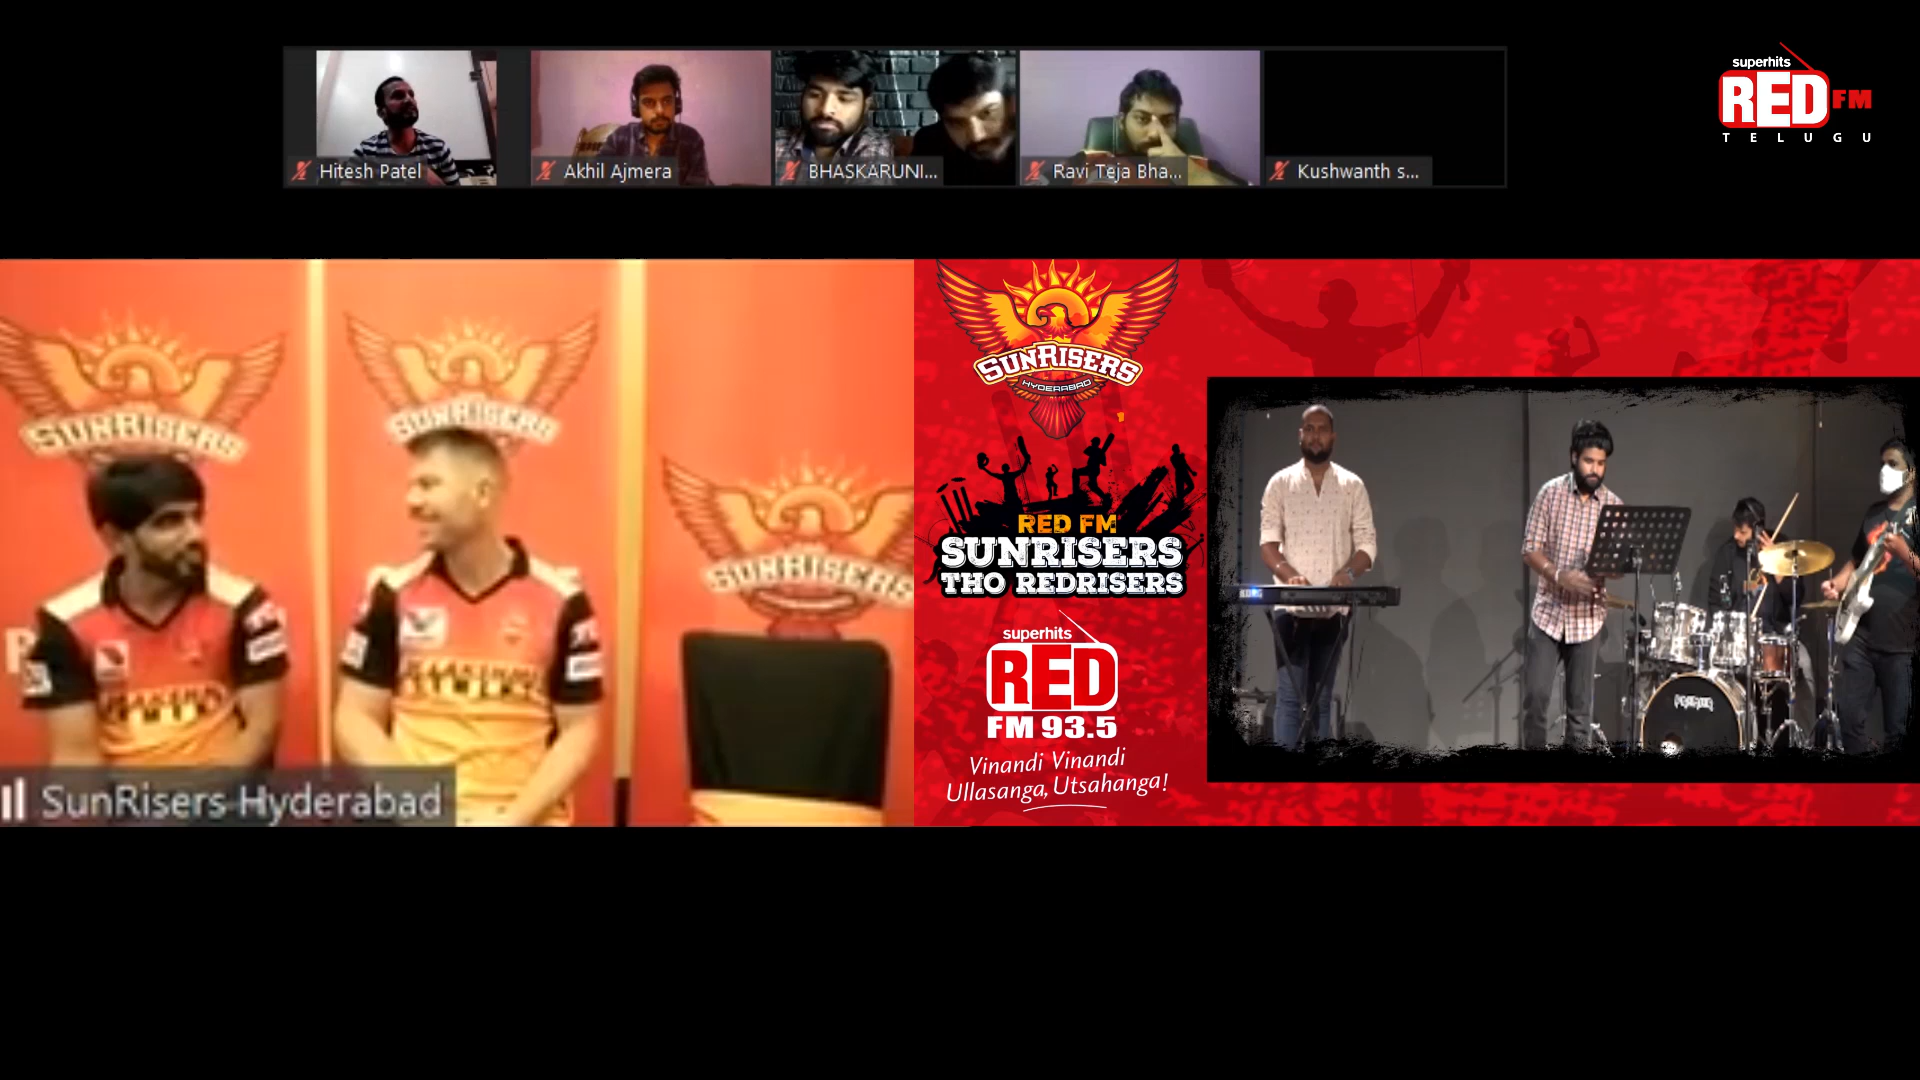 superhits
RED FM
TELUGU
Hitesh Patel
Akhil Ajmera
BHASKARUNI...
Ravi Teja Bha...
Kushwanth s...
SUNRISERS
SUNRISERS
SUNRISERS
SunRisers Hyderabad
SUNRISERS
HYDERABAD
RED FM
SUNRISERS
THO REDRISERS
superhits
RED
FM 93.5
Vinandi Vinandi
Ullasanga, Utsahanga!
PREMIER